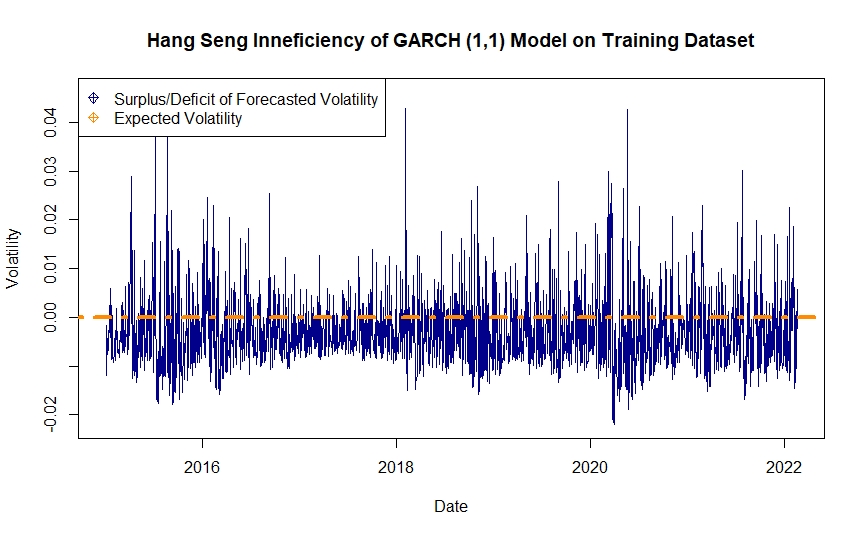 Hang Seng Inneficiency of GARCH (1,1) Model on Training Dataset
Surplus/Deficit of Forecasted Volatility
Expected Volatility
Volatility
0.04
0.03
0.02
0.01
0.00
-0.02
2016
2018
2020
2022
Date